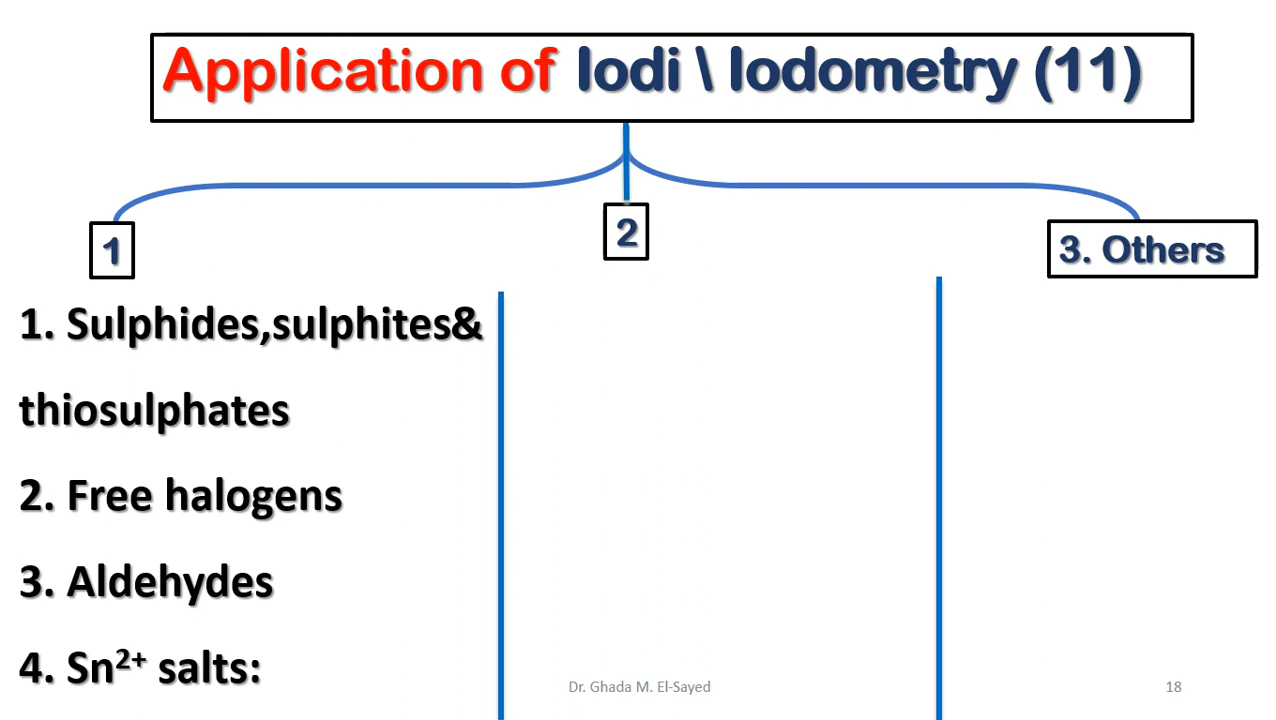 Application of Iodi \ Iodometry (11)
1
2
3. Others
1. Sulphides,sulphites&
thiosulphates
2. Free halogens
3. Aldehydes
4. Sn²⁺ salts:
Dr. Ghada M. El-Sayed
18